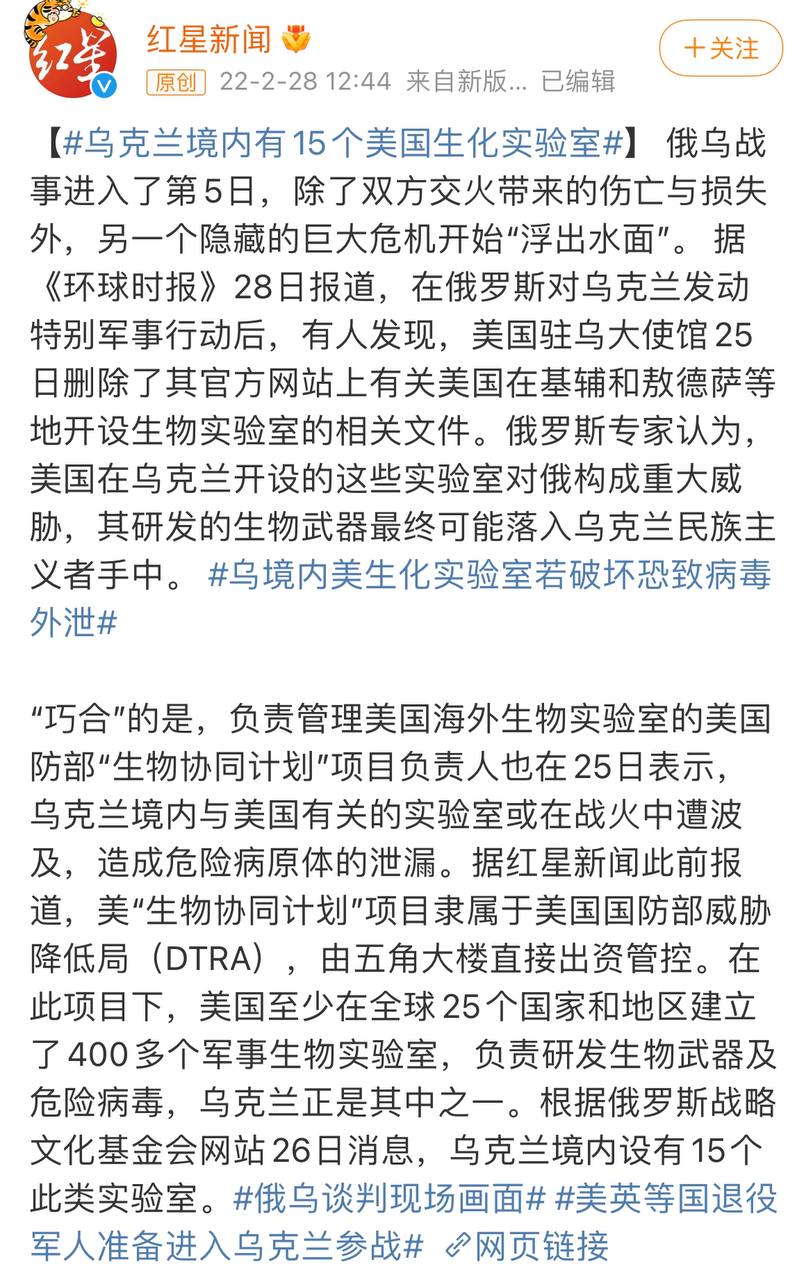 红星
V
红星新闻
+关注
原创 22-2-28 12:44 来自新版... 已编辑
【#乌克兰境内有15个美国生化实验室#】 俄乌战
事进入了第5日，除了双方交火带来的伤亡与损失
外，另一个隐藏的巨大危机开始“浮出水面”。 据
《环球时报》28日报道，在俄罗斯对乌克兰发动
特别军事行动后，有人发现，美国驻乌大使馆25
日删除了其官方网站上有关美国在基辅和敖德萨等
地开设生物实验室的相关文件。俄罗斯专家认为，
美国在乌克兰开设的这些实验室对俄构成重大威
胁，其研发的生物武器最终可能落入乌克兰民族主
义者手中。 #乌境内美生化实验室若破坏恐致病毒
外泄#
“巧合”的是，负责管理美国海外生物实验室的美国
防部“生物协同计划”项目负责人也在25日表示，
乌克兰境内与美国有关的实验室或在战火中遭波
及，造成危险病原体的泄漏。据红星新闻此前报
道，美“生物协同计划”项目隶属于美国国防部威胁
降低局（DTRA），由五角大楼直接出资管控。在
此项目下，美国至少在全球25个国家和地区建立
了400多个军事生物实验室，负责研发生物武器及
危险病毒，乌克兰正是其中之一。根据俄罗斯战略
文化基金会网站26日消息，乌克兰境内设有15个
此类实验室。#俄乌谈判现场画面# #美英等国退役
军人准备进入乌克兰参战# 网页链接